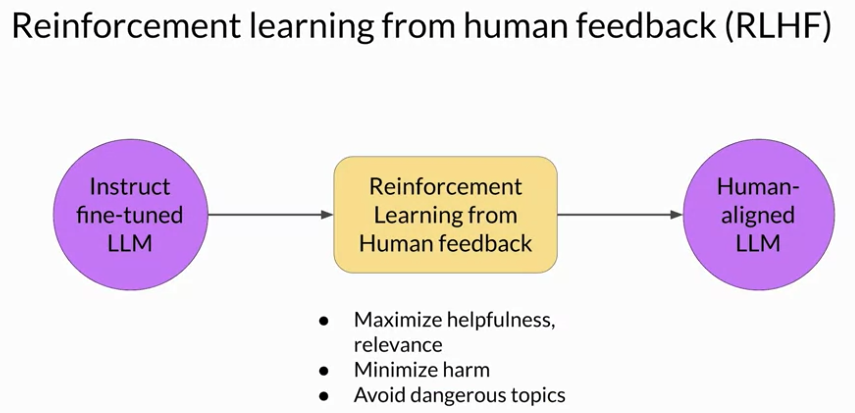 Reinforcement learning from human feedback (RLHF)
Instruct
fine-tuned
LLM
Reinforcement
Learning from
Human feedback
Human-
aligned
LLM
● Maximize helpfulness,
relevance
● Minimize harm
● Avoid dangerous topics